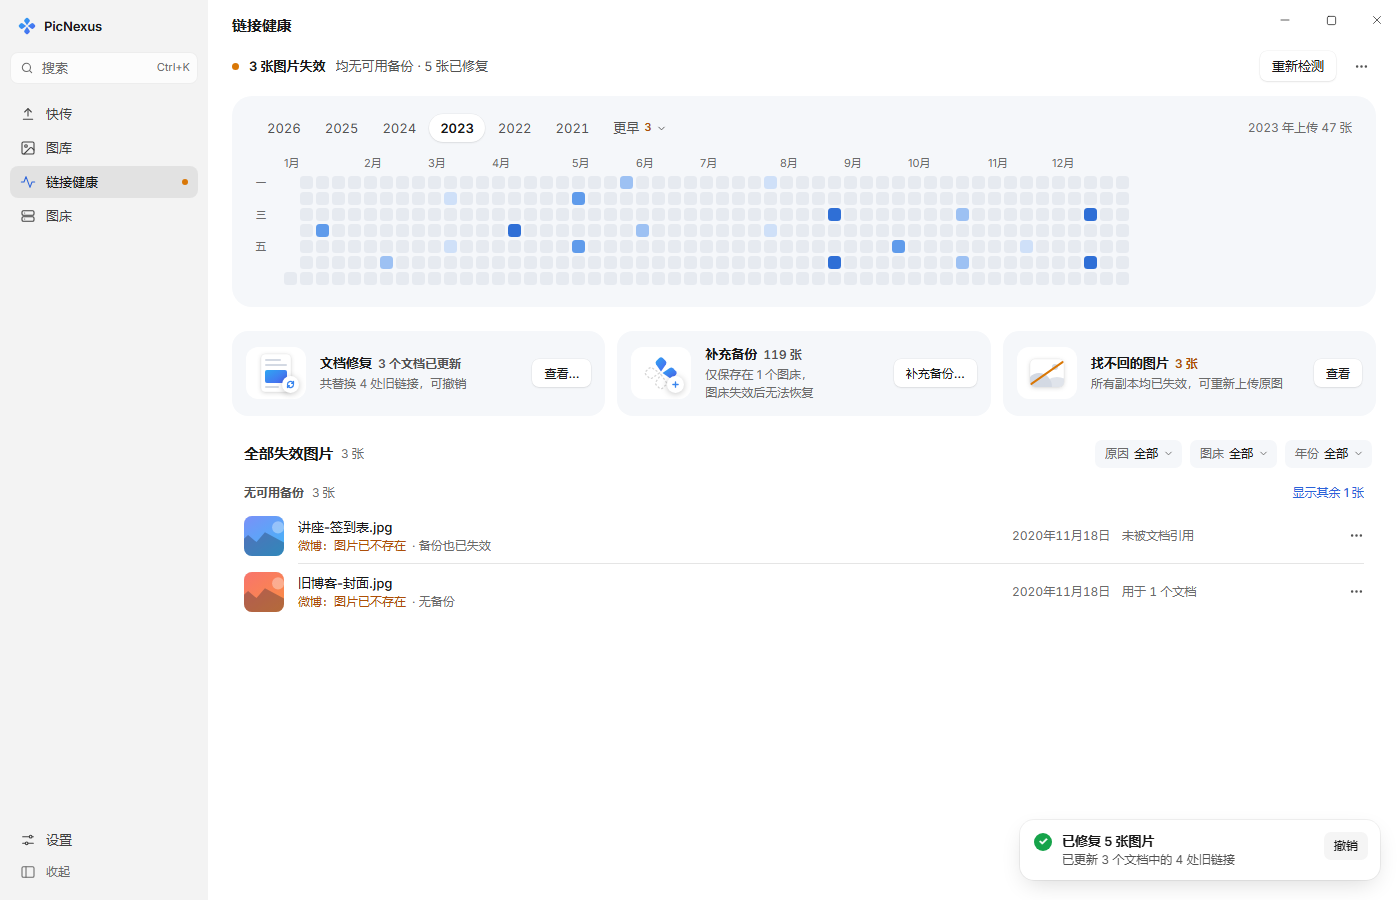 PicNexus
搜索 Ctrl+K
快传
图库
链接健康
图床
设置
收起
链接健康
3 张图片失效 均无可用备份 · 5 张已修复
重新检测
2026 2025 2024 2023 2022 2021 更早 3
2023 年上传 47 张
1月 2月 3月 4月 5月 6月 7月 8月 9月 10月 11月 12月
一
三
五
文档修复 3 个文档已更新
共替换 4 处旧链接，可撤销
查看...
补充备份 119 张
仅保存在 1 个图床，
图床失效后无法恢复
补充备份...
找不回的图片 3 张
所有副本均已失效，可重新上传原图
查看
全部失效图片 3 张
原因 全部 图床 全部 年份 全部
无可用备份 3 张
显示其余 1 张
讲座-签到表.jpg
微博：图片已不存在 · 备份也已失效
2020年11月18日 未被文档引用
旧博客-封面.jpg
微博：图片已不存在 · 无备份
2020年11月18日 用于 1 个文档
已修复 5 张图片
已更新 3 个文档中的 4 处旧链接
撤销